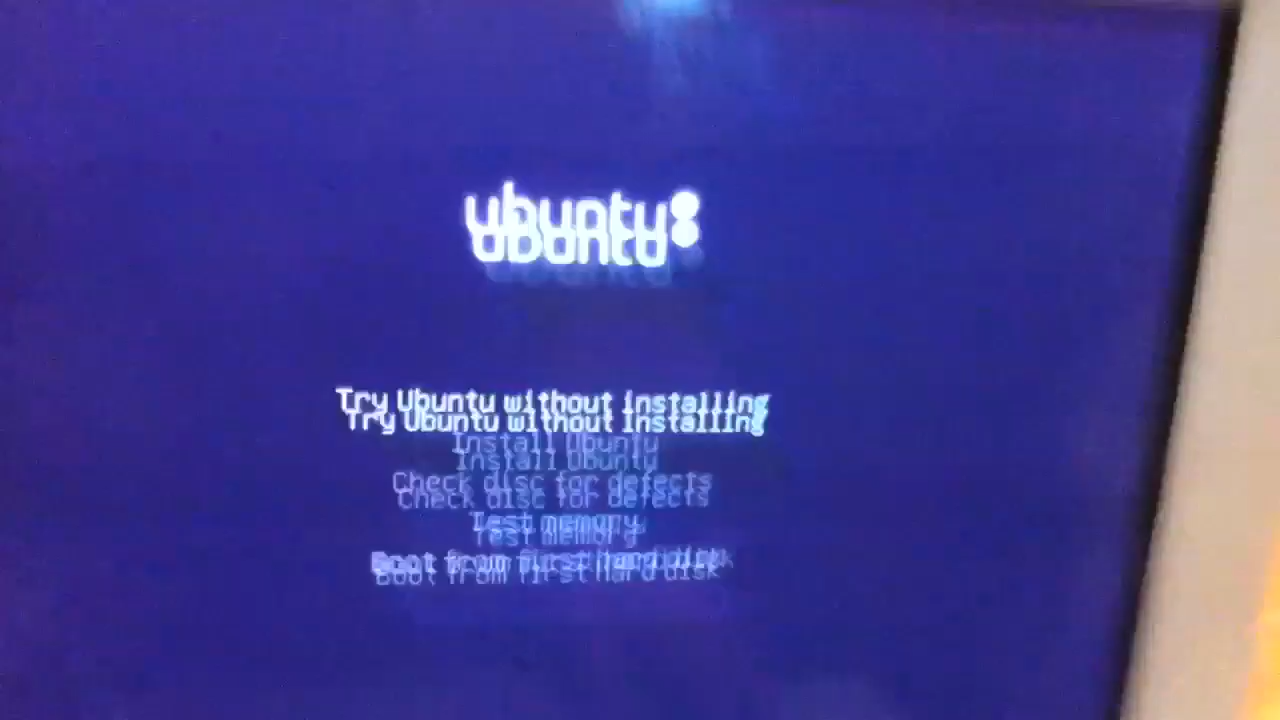 ubuntu
Try Ubuntu without installing
Install Ubuntu
Check disc for defects
Test memory
Boot from first hard disk